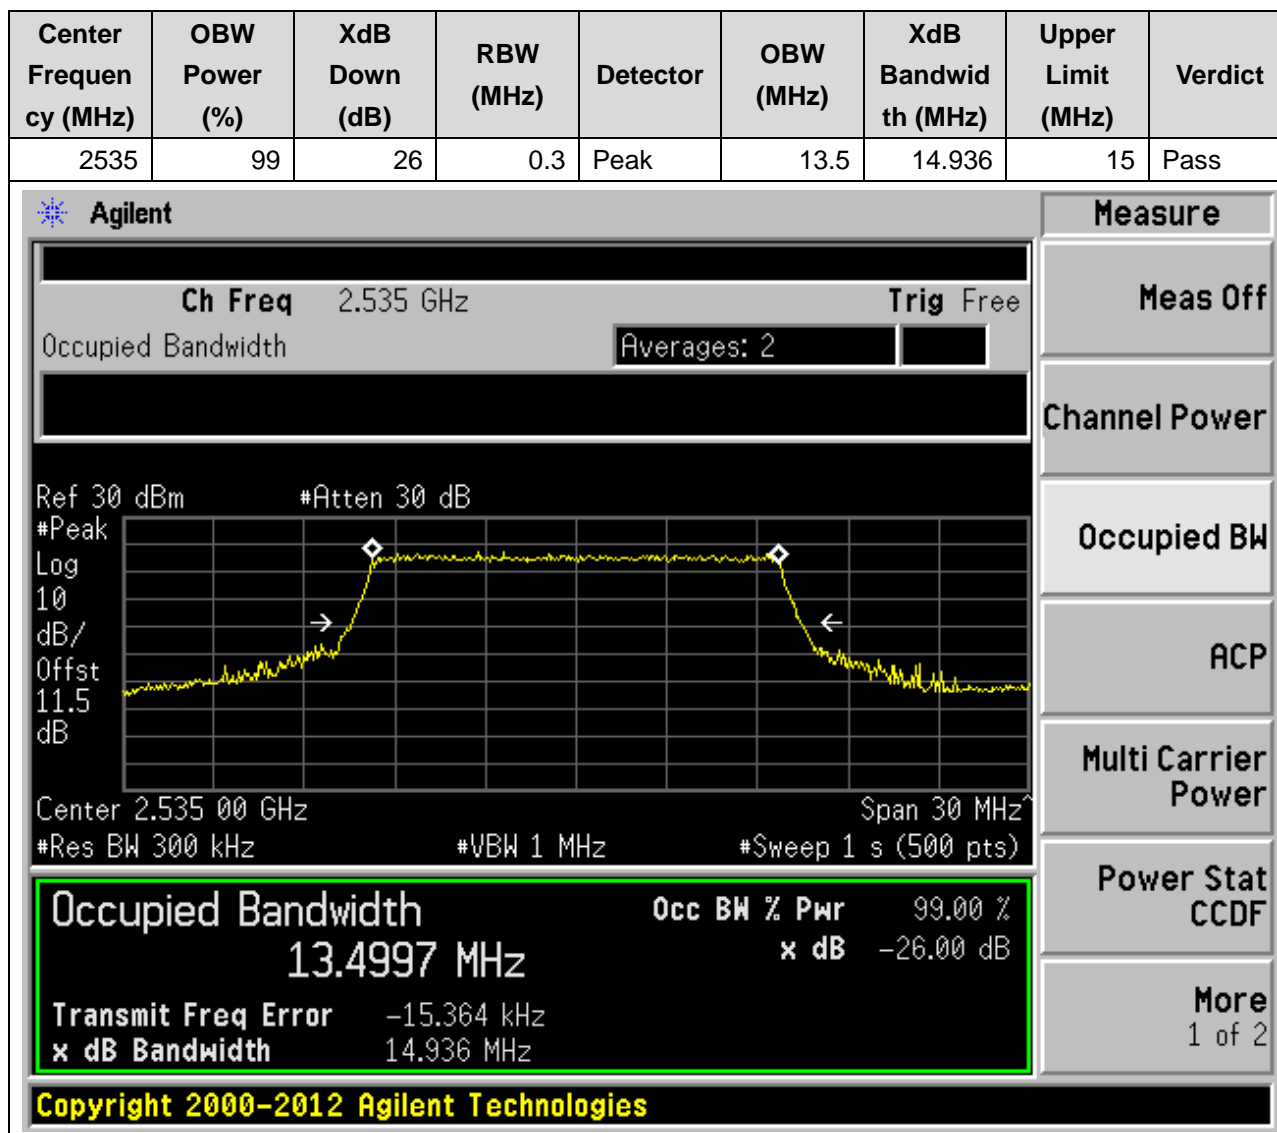 Center Frequen cy (MHz)
OBW Power (%)
XdB Down (dB)
RBW (MHz)
Detector
OBW (MHz)
XdB Bandwid th (MHz)
Upper Limit (MHz)
Verdict
2535 99 26 0.3 Peak 13.5 14.936 15 Pass
Agilent
Ch Freq 2.535 GHz Trig Free
Occupied Bandwidth Averages: 2
Ref 30 dBm #Atten 30 dB
#Peak
Log
10
dB/
Offst
11.5
dB
Center 2.535 00 GHz Span 30 MHz^
#Res BW 300 kHz #VBW 1 MHz #Sweep 1 s (500 pts)
Occupied Bandwidth
13.4997 MHz
Occ BW % Pwr 99.00 %
x dB -26.00 dB
Transmit Freq Error -15.364 kHz
x dB Bandwidth 14.936 MHz
Copyright 2000-2012 Agilent Technologies
Measure
Meas Off
Channel Power
Occupied BW
ACP
Multi Carrier
Power
Power Stat
CCDF
More
1 of 2